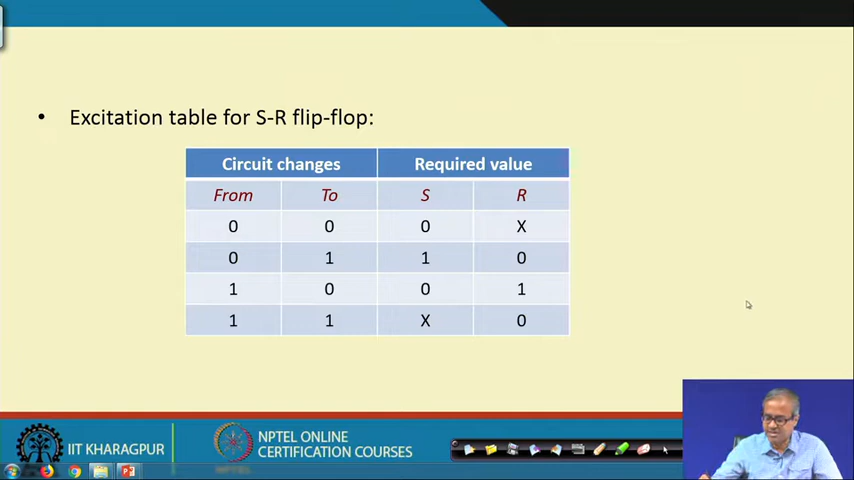 • Excitation table for S-R flip-flop:
Circuit changes Required value
From To S R
0 0 0 X
0 1 1 0
1 0 0 1
1 1 X 0
IIT KHARAGPUR
NPTEL ONLINE
CERTIFICATION COURSES
NPTEL